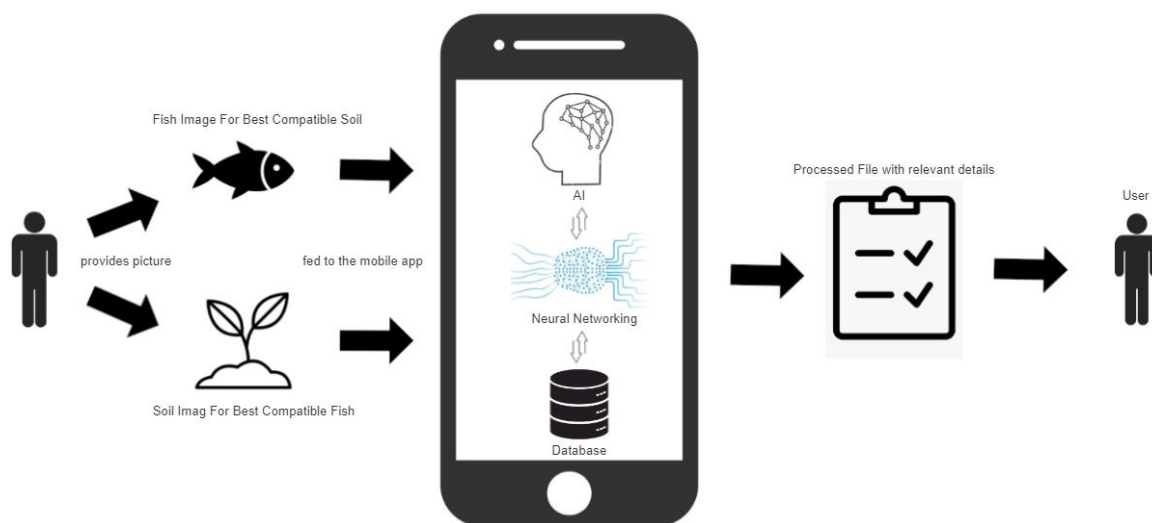 Fish Image For Best Compatible Soil
provides picture
fed to the mobile app
Soil Imag For Best Compatible Fish
AI
Neural Networking
Database
Processed File with relevant details
User